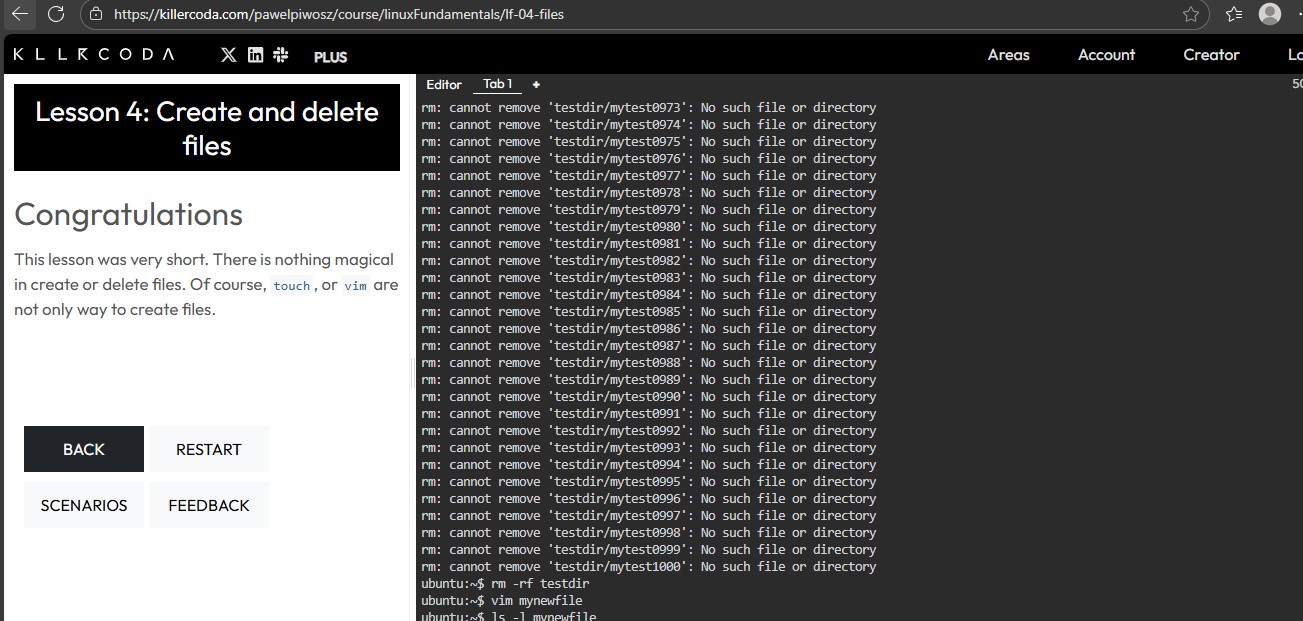 https://killercoda.com/pawelpiwosz/course/linuxFundamentals/lf-04-files
KLLRCODA
PLUS
Areas
Account
Creator
Lesson 4: Create and delete
files
Congratulations
This lesson was very short. There is nothing magical
in create or delete files. Of course, touch, or vim are
not only way to create files.
BACK
RESTART
SCENARIOS
FEEDBACK
Editor
Tab 1
+
rm: cannot remove 'testdir/mytest0973': No such file or directory
rm: cannot remove 'testdir/mytest0974': No such file or directory
rm: cannot remove 'testdir/mytest0975': No such file or directory
rm: cannot remove 'testdir/mytest0976': No such file or directory
rm: cannot remove 'testdir/mytest0977': No such file or directory
rm: cannot remove 'testdir/mytest0978': No such file or directory
rm: cannot remove 'testdir/mytest0979': No such file or directory
rm: cannot remove 'testdir/mytest0980': No such file or directory
rm: cannot remove 'testdir/mytest0981': No such file or directory
rm: cannot remove 'testdir/mytest0982': No such file or directory
rm: cannot remove 'testdir/mytest0983': No such file or directory
rm: cannot remove 'testdir/mytest0984': No such file or directory
rm: cannot remove 'testdir/mytest0985': No such file or directory
rm: cannot remove 'testdir/mytest0986': No such file or directory
rm: cannot remove 'testdir/mytest0987': No such file or directory
rm: cannot remove 'testdir/mytest0988': No such file or directory
rm: cannot remove 'testdir/mytest0989': No such file or directory
rm: cannot remove 'testdir/mytest0990': No such file or directory
rm: cannot remove 'testdir/mytest0991': No such file or directory
rm: cannot remove 'testdir/mytest0992': No such file or directory
rm: cannot remove 'testdir/mytest0993': No such file or directory
rm: cannot remove 'testdir/mytest0994': No such file or directory
rm: cannot remove 'testdir/mytest0995': No such file or directory
rm: cannot remove 'testdir/mytest0996': No such file or directory
rm: cannot remove 'testdir/mytest0997': No such file or directory
rm: cannot remove 'testdir/mytest0998': No such file or directory
rm: cannot remove 'testdir/mytest0999': No such file or directory
rm: cannot remove 'testdir/mytest1000': No such file or directory
ubuntu:~$ rm -rf testdir
ubuntu:~$ vim mynewfile
ubuntu:~$ ls -l mynewfile